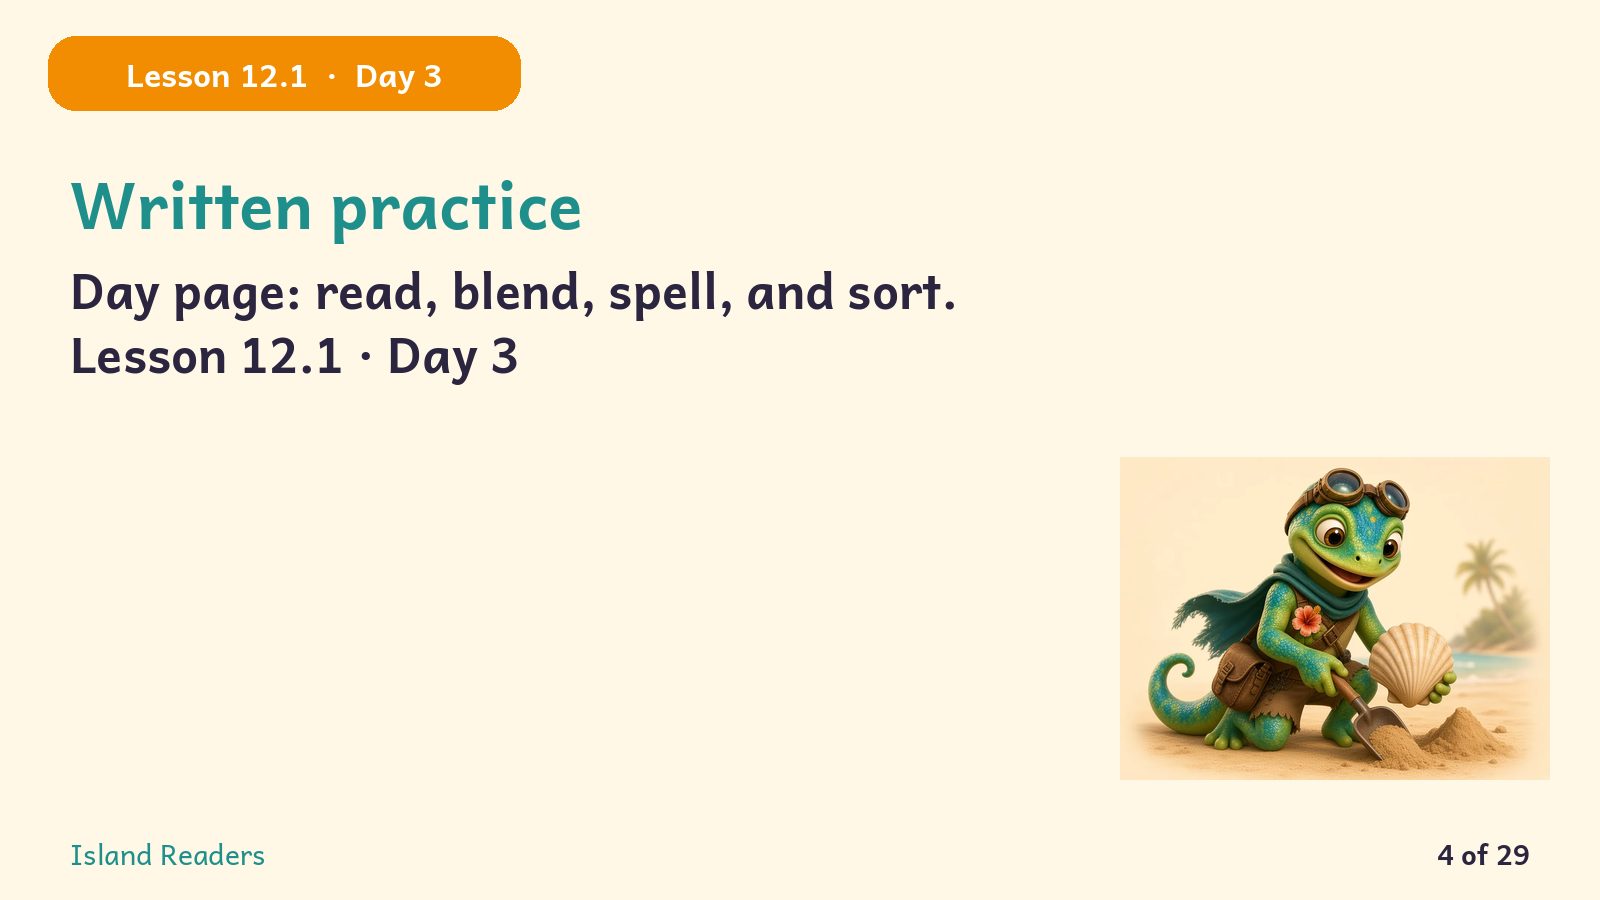 Lesson 12.1 · Day 3
Written practice
Day page: read, blend, spell, and sort.
Lesson 12.1 · Day 3
Island Readers
4 of 29